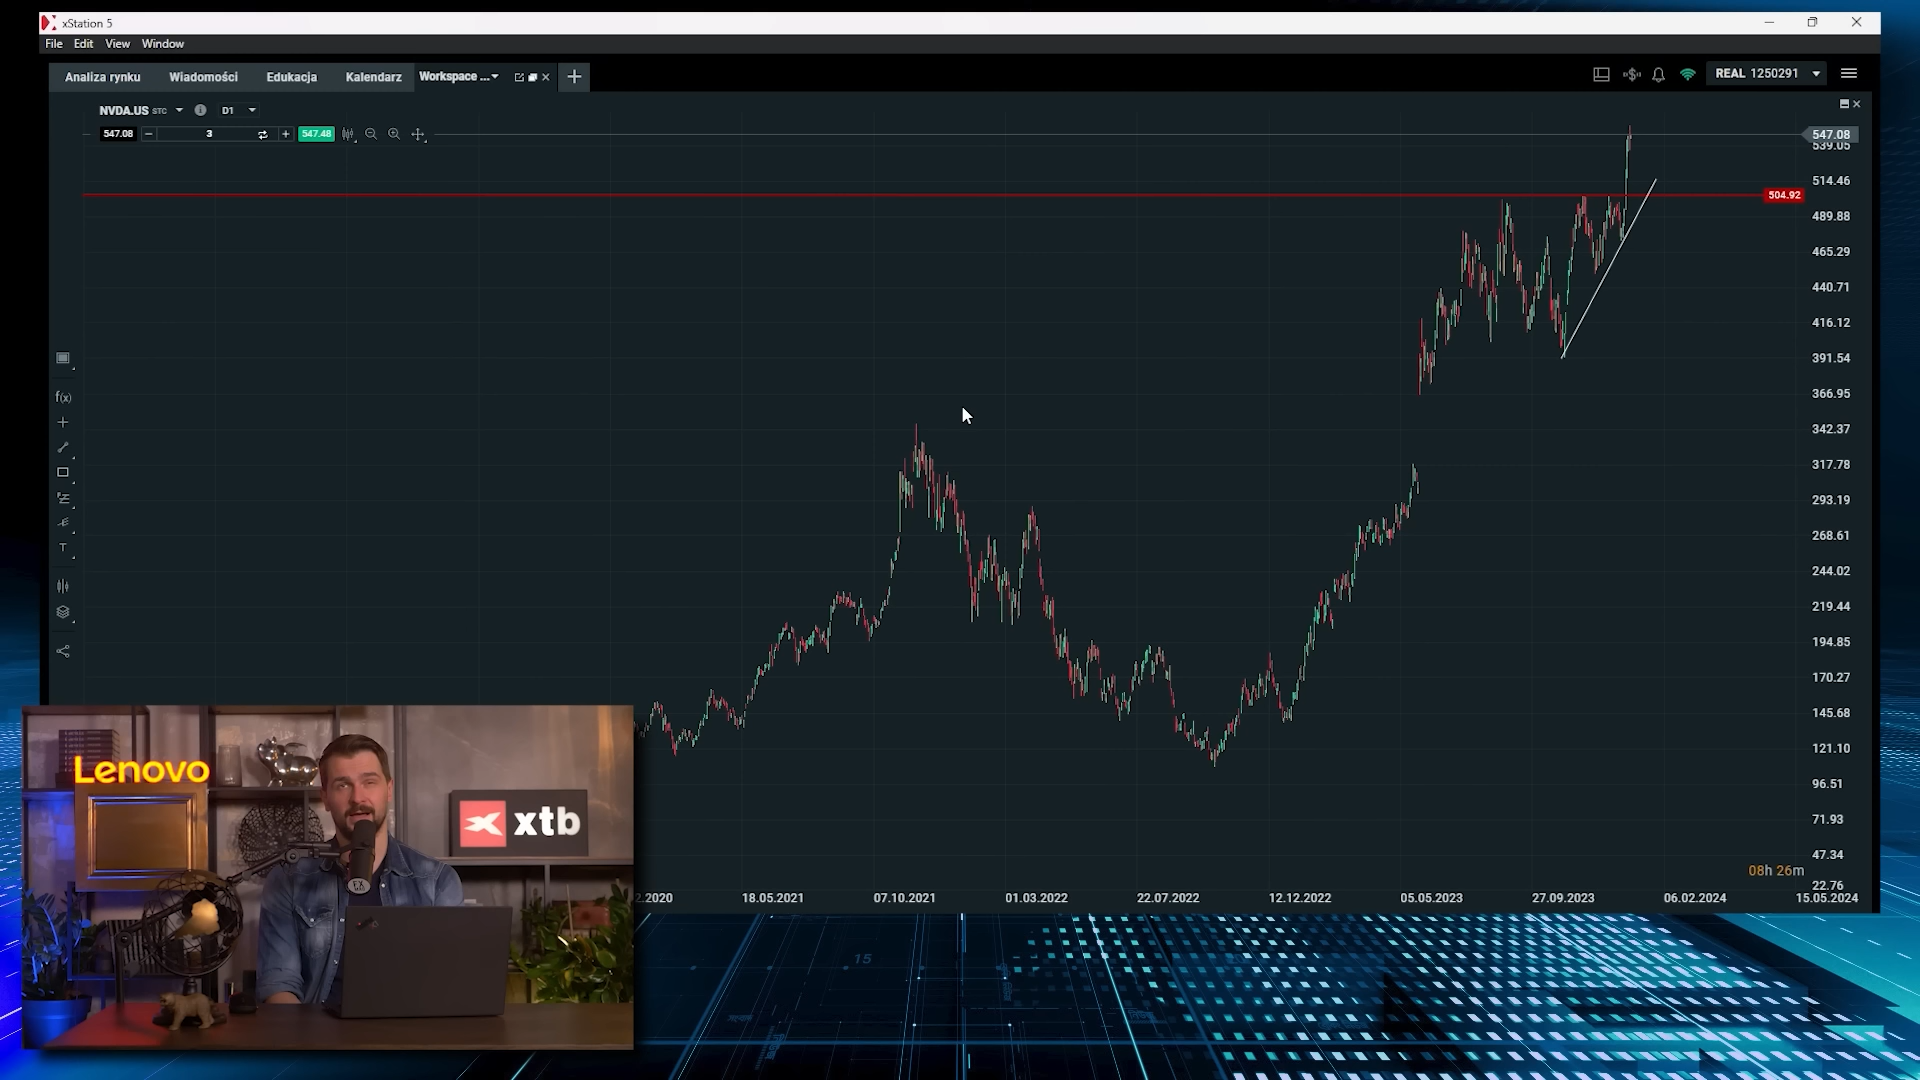 xStation 5
File Edit View Window
Analiza rynku Wiadomości Edukacja Kalendarz Workspace ...
REAL 1250291
NVDA.US STC D1
547.08 3 547.48
547.08
539.05
514.46
504.92
489.88
465.29
440.71
416.12
391.54
366.95
342.37
317.78
293.19
268.61
244.02
219.44
194.85
170.27
145.68
121.10
96.51
71.93
47.34
22.76
f(x)
T
08h 26m
2.2020 18.05.2021 07.10.2021 01.03.2022 22.07.2022 12.12.2022 05.05.2023 27.09.2023 06.02.2024 15.05.2024
Lenovo
xtb
FX
15